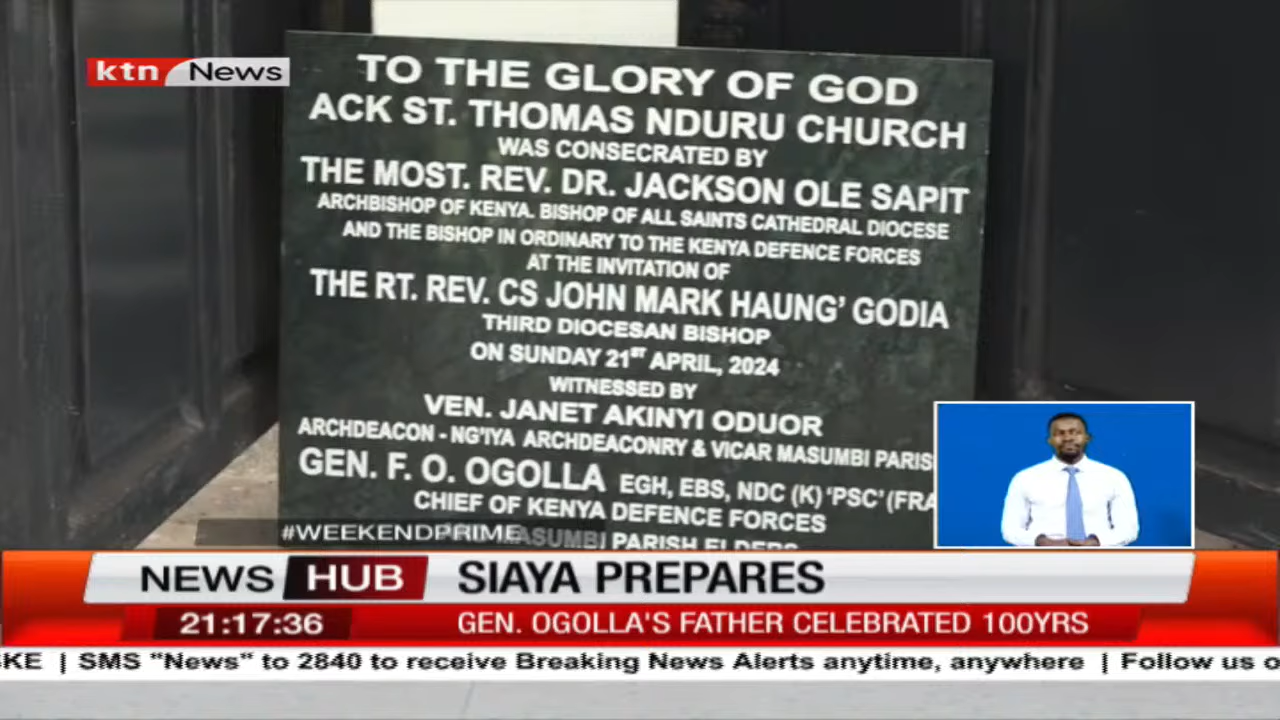 ktn News
TO THE GLORY OF GOD
ACK ST. THOMAS NDURU CHURCH
WAS CONSECRATED BY
THE MOST. REV. DR. JACKSON OLE SAPIT
ARCHBISHOP OF KENYA. BISHOP OF ALL SAINTS CATHEDRAL DIOCESE
AND THE BISHOP IN ORDINARY TO THE KENYA DEFENCE FORCES
AT THE INVITATION OF
THE RT. REV. CS JOHN MARK HAUNG' GODIA
THIRD DIOCESAN BISHOP
ON SUNDAY 21ST APRIL, 2024
WITNESSED BY
VEN. JANET AKINYI ODUOR
ARCHDEACON - NG'IYA ARCHDEACONRY & VICAR MASUMBI PARIS
GEN. F. O. OGOLLA EGH, EBS, NDC (K) 'PSC' (FRA
CHIEF OF KENYA DEFENCE FORCES
MASUMBI PARISH ELDERS
#WEEKENDPRIME
NEWS HUB SIAYA PREPARES
21:17:36 GEN. OGOLLA'S FATHER CELEBRATED 100YRS
KE | SMS "News" to 2840 to receive Breaking News Alerts anytime, anywhere | Follow us o